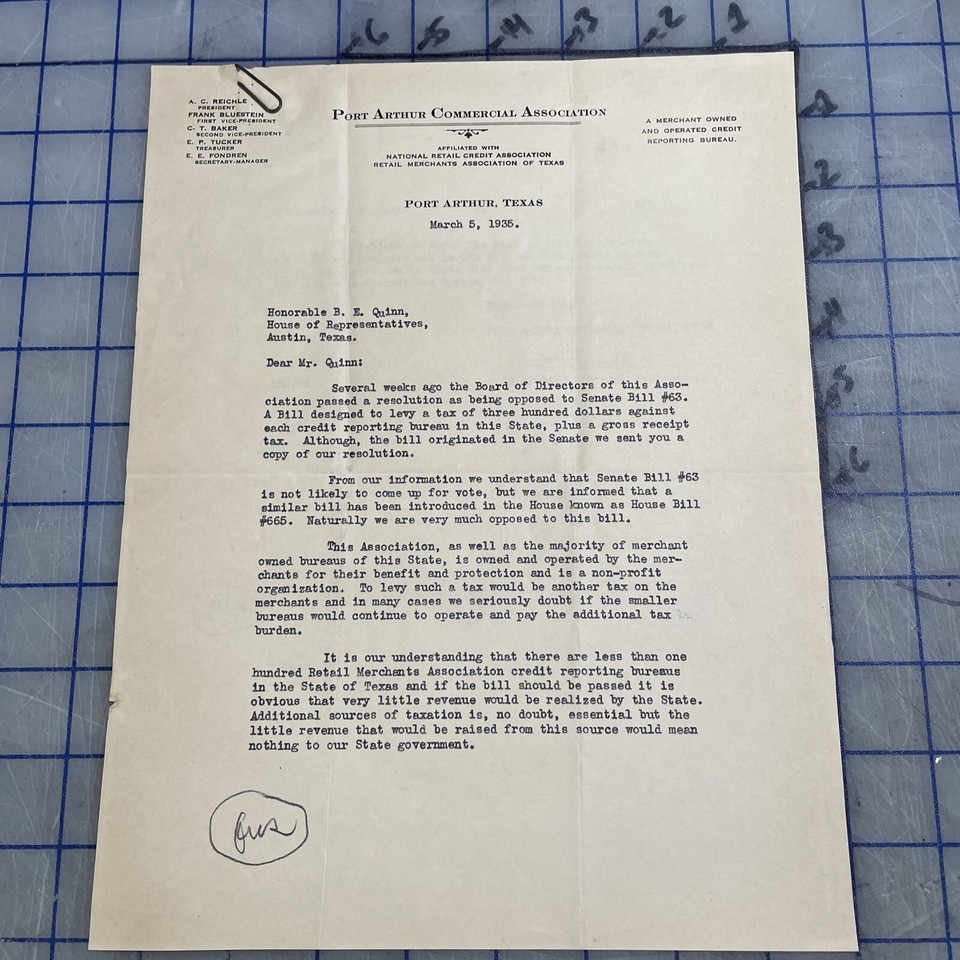 6 5 4 3 2 1
A. C. REICHLE
PRESIDENT
FRANK BLUESTEIN
FIRST VICE-PRESIDENT
C. T. BAKER
SECOND VICE-PRESIDENT
E. P. TUCKER
TREASURER
E. E. FONDREN
SECRETARY-MANAGER
PORT ARTHUR COMMERCIAL ASSOCIATION
AFFILIATED WITH
NATIONAL RETAIL CREDIT ASSOCIATION
RETAIL MERCHANTS ASSOCIATION OF TEXAS
A MERCHANT OWNED
AND OPERATED CREDIT
REPORTING BUREAU.
PORT ARTHUR, TEXAS
March 5, 1935.
Honorable B. E. Quinn,
House of Representatives,
Austin, Texas.
Dear Mr. Quinn:
Several weeks ago the Board of Directors of this Asso-
ciation passed a resolution as being opposed to Senate Bill #63.
A Bill designed to levy a tax of three hundred dollars against
each credit reporting bureau in this State, plus a gross receipt
tax. Although, the bill originated in the Senate we sent you a
copy of our resolution.
From our information we understand that Senate Bill #63
is not likely to come up for vote, but we are informed that a
similar bill has been introduced in the House known as House Bill
#665. Naturally we are very much opposed to this bill.
This Association, as well as the majority of merchant
owned bureaus of this State, is owned and operated by the mer-
chants for their benefit and protection and is a non-profit
organization. To levy such a tax would be another tax on the
merchants and in many cases we seriously doubt if the smaller
bureaus would continue to operate and pay the additional tax
burden.
It is our understanding that there are less than one
hundred Retail Merchants Association credit reporting bureaus
in the State of Texas and if the bill should be passed it is
obvious that very little revenue would be realized by the State.
Additional sources of taxation is, no doubt, essential but the
little revenue that would be raised from this source would mean
nothing to our State government.
1
2
3
4
5
6